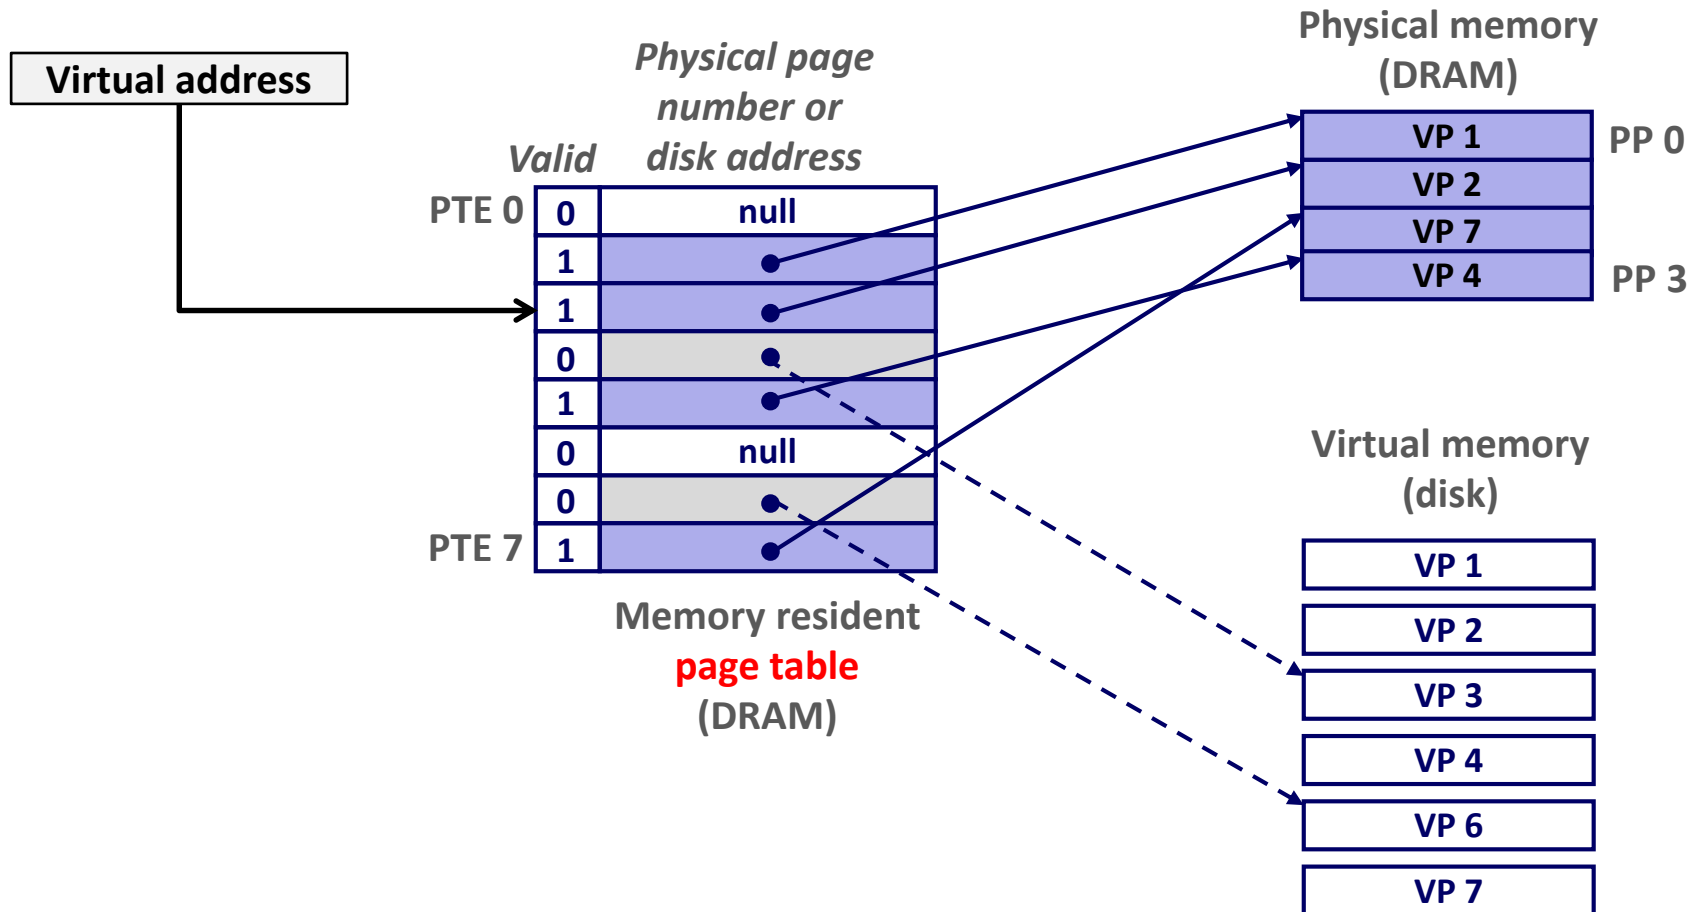 Virtual address
Physical page
number or
disk address
Valid
PTE 0
0
null
1
1
0
1
0
null
0
PTE 7
1
Memory resident
page table
(DRAM)
Physical memory
(DRAM)
VP 1
PP 0
VP 2
VP 7
VP 4
PP 3
Virtual memory
(disk)
VP 1
VP 2
VP 3
VP 4
VP 6
VP 7